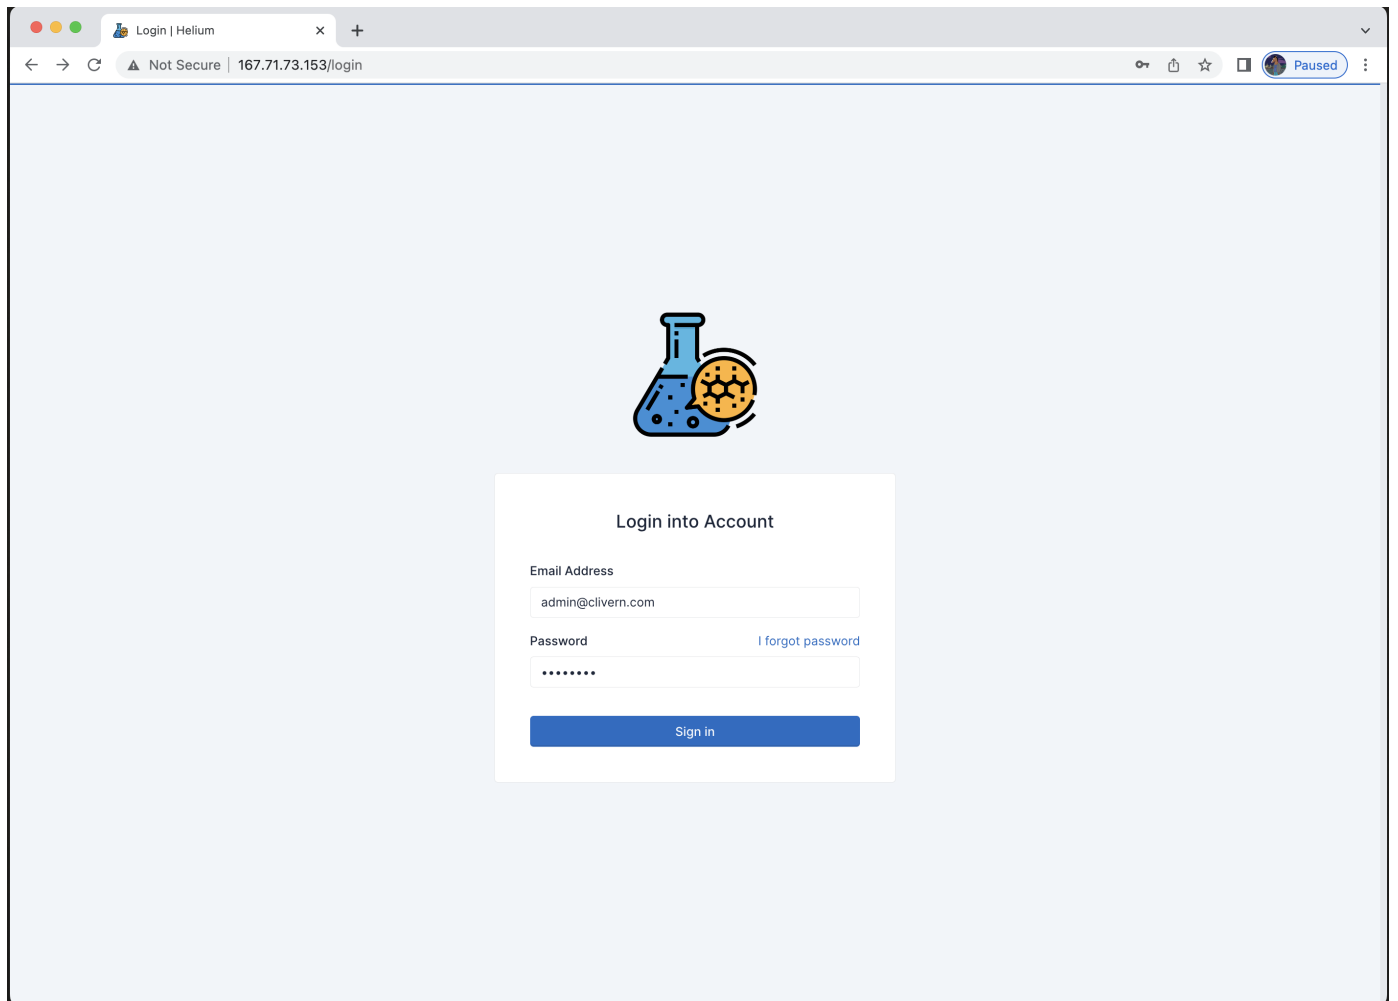 Login | Helium
Not Secure | 167.71.73.153/login
Paused
Login into Account
Email Address
admin@clivern.com
Password I forgot password
••••••••
Sign in